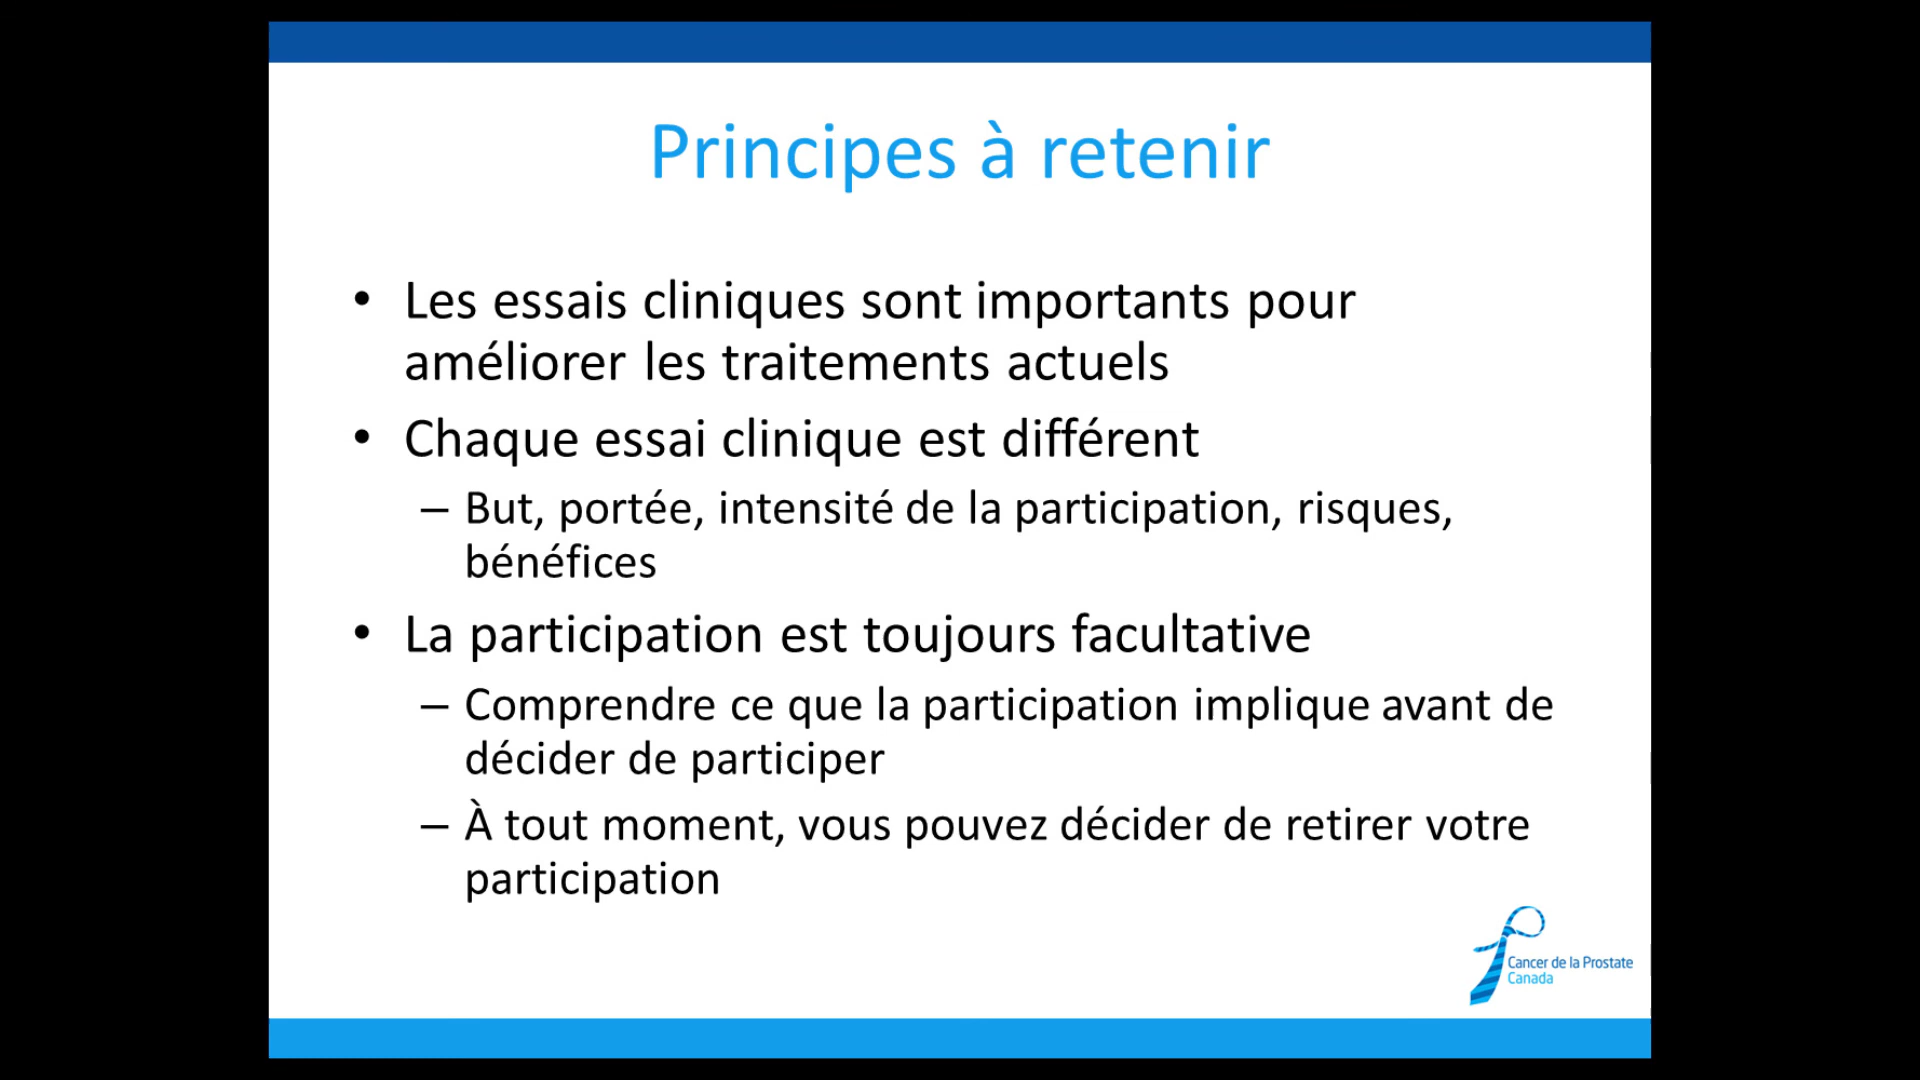 Principes à retenir
• Les essais cliniques sont importants pour
améliorer les traitements actuels
• Chaque essai clinique est différent
– But, portée, intensité de la participation, risques,
bénéfices
• La participation est toujours facultative
– Comprendre ce que la participation implique avant de
décider de participer
– À tout moment, vous pouvez décider de retirer votre
participation
Cancer de la Prostate
Canada